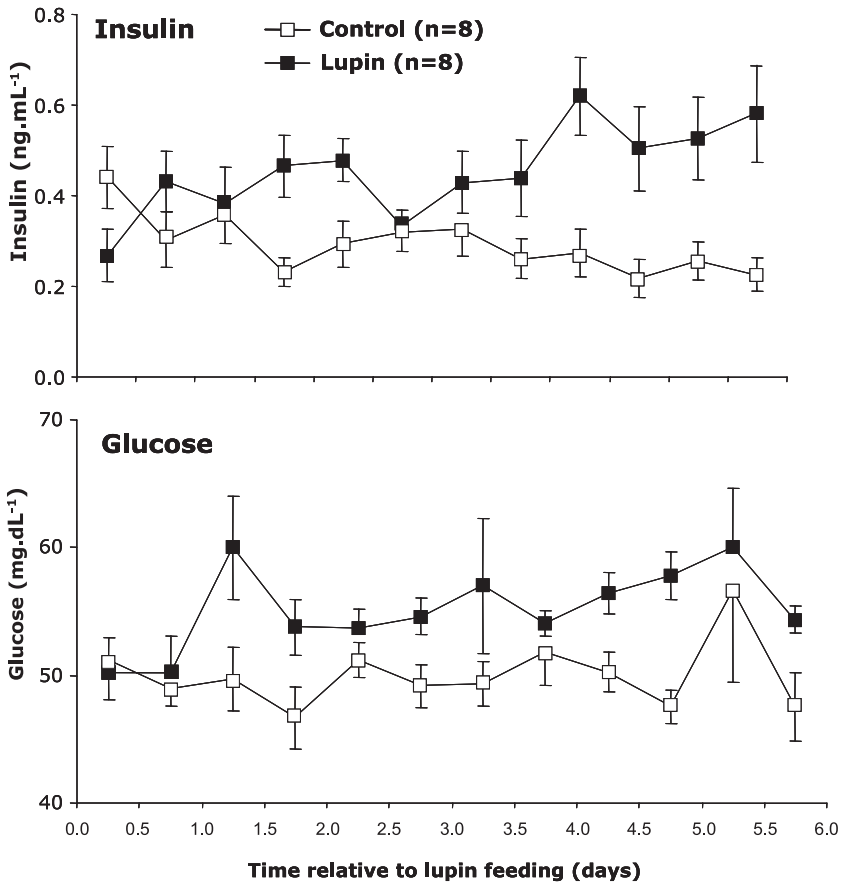 Insulin
Control (n=8)
Lupin (n=8)
Insulin (ng.mL⁻¹)
0.8
0.6
0.4
0.2
0.0
Glucose
Glucose (mg.dL⁻¹)
70
60
50
40
0.0 0.5 1.0 1.5 2.0 2.5 3.0 3.5 4.0 4.5 5.0 5.5 6.0
Time relative to lupin feeding (days)